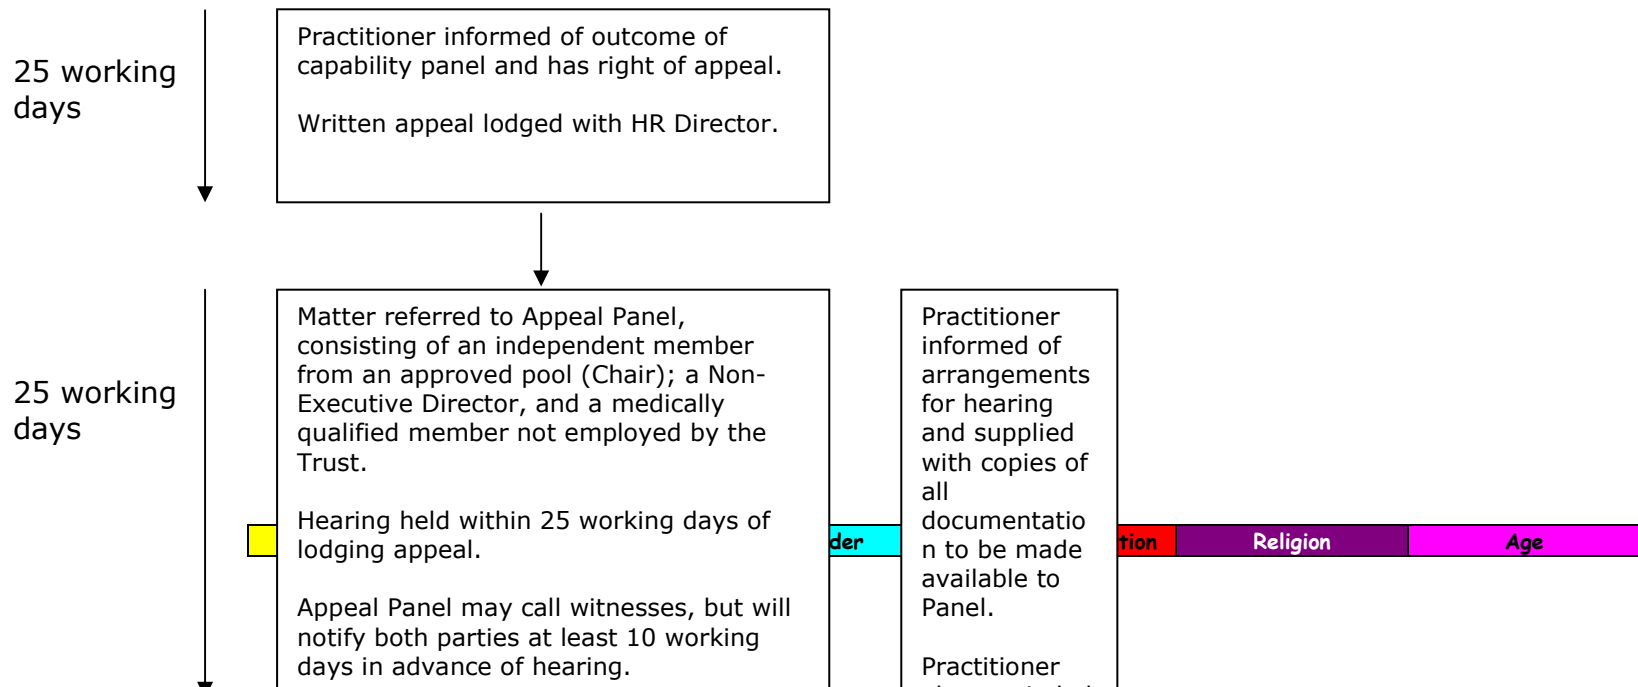 25 working
days
Practitioner informed of outcome of
capability panel and has right of appeal.
Written appeal lodged with HR Director.
25 working
days
Matter referred to Appeal Panel,
consisting of an independent member
from an approved pool (Chair); a Non-
Executive Director, and a medically
qualified member not employed by the
Trust.
Hearing held within 25 working days of
lodging appeal.
Appeal Panel may call witnesses, but will
notify both parties at least 10 working
days in advance of hearing.
Practitioner
informed of
arrangements
for hearing
and supplied
with copies of
all
documentatio
n to be made
available to
Panel.
Practitioner
der
tion
Religion
Age